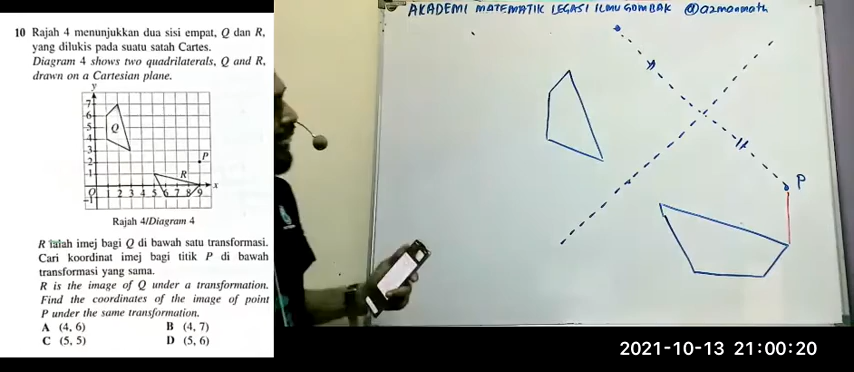 AKADEMI MATEMATIK LEGASI ILMU GOMBAK @azmanmath
10 Rajah 4 menunjukkan dua sisi empat, Q dan R,
yang dilukis pada suatu satah Cartes.
Diagram 4 shows two quadrilaterals, Q and R,
drawn on a Cartesian plane.
y
7
6
5
4
3
2
1
O 1 2 3 4 5 6 7 8 9 x
-1
Q
P
R
Rajah 4/Diagram 4
R ialah imej bagi Q di bawah satu transformasi.
Cari koordinat imej bagi titik P di bawah
transformasi yang sama.
R is the image of Q under a transformation.
Find the coordinates of the image of point
P under the same transformation.
A (4, 6) B (4, 7)
C (5, 5) D (5, 6)
P
2021-10-13 21:00:20